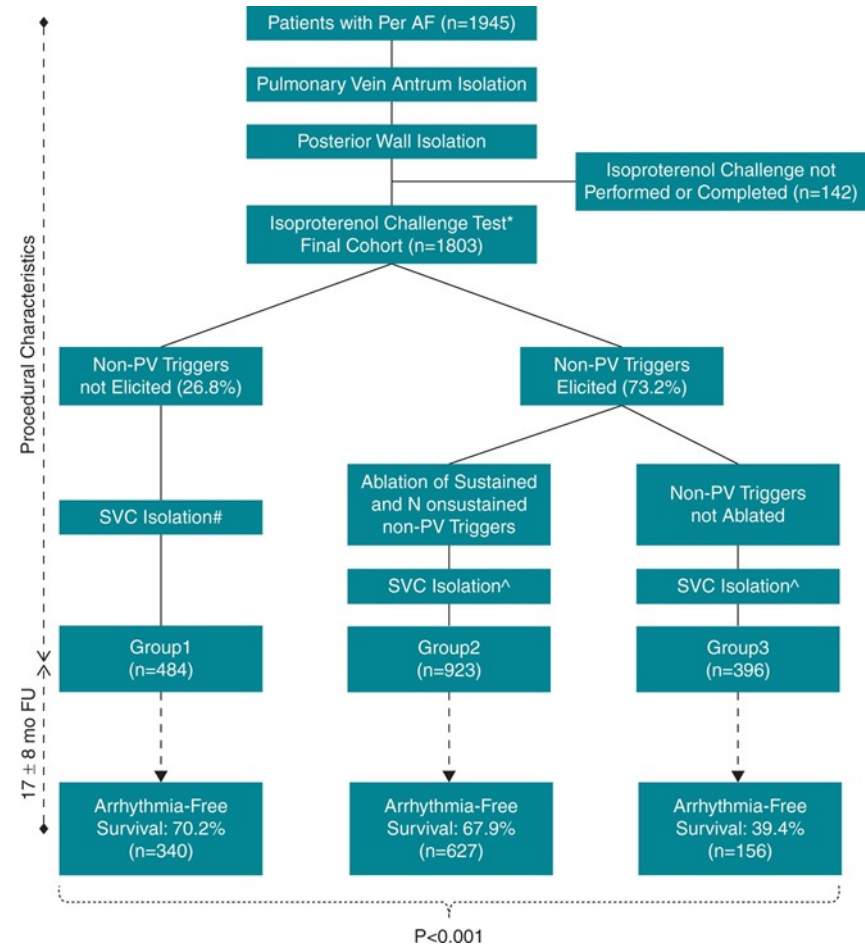 Patients with Per AF (n=1945)
Pulmonary Vein Antrum Isolation
Posterior Wall Isolation
Isoproterenol Challenge not
Performed or Completed (n=142)
Isoproterenol Challenge Test*
Final Cohort (n=1803)
Procedural Characteristics
Non-PV Triggers
not Elicited (26.8%)
Non-PV Triggers
Elicited (73.2%)
Ablation of Sustained
and N onsustained
non-PV Triggers
Non-PV Triggers
not Ablated
SVC Isolation#
SVC Isolation^
SVC Isolation^
Group1
(n=484)
Group2
(n=923)
Group3
(n=396)
17 ± 8 mo FU
Arrhythmia-Free
Survival: 70.2%
(n=340)
Arrhythmia-Free
Survival: 67.9%
(n=627)
Arrhythmia-Free
Survival: 39.4%
(n=156)
P<0.001